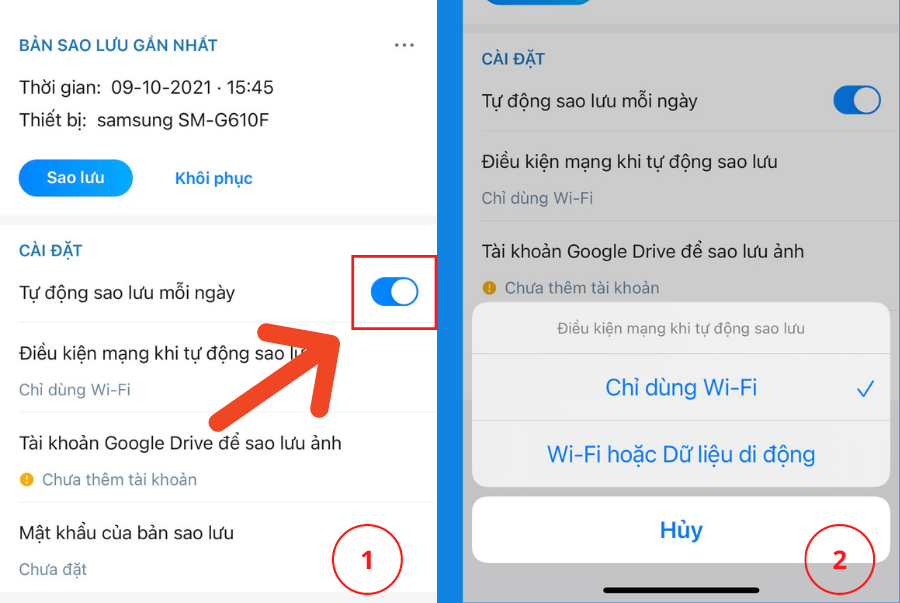 BẢN SAO LƯU GẦN NHẤT
Thời gian: 09-10-2021 · 15:45
Thiết bị: samsung SM-G610F
Sao lưu
Khôi phục
CÀI ĐẶT
Tự động sao lưu mỗi ngày
Điều kiện mạng khi tự động sao lưu
Chỉ dùng Wi-Fi
Tài khoản Google Drive để sao lưu ảnh
Chưa thêm tài khoản
Mật khẩu của bản sao lưu
Chưa đặt
1
CÀI ĐẶT
Tự động sao lưu mỗi ngày
Điều kiện mạng khi tự động sao lưu
Chỉ dùng Wi-Fi
Tài khoản Google Drive để sao lưu ảnh
Chưa thêm tài khoản
Điều kiện mạng khi tự động sao lưu
Chỉ dùng Wi-Fi
Wi-Fi hoặc Dữ liệu di động
Hủy
2